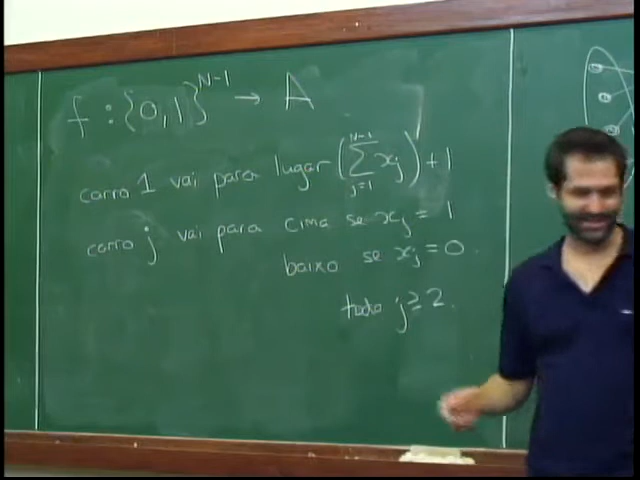 f : {0,1}^{N-1} → A
carro 1 vai para lugar (∑_{j=1}^{N-1} x_j) + 1
carro j vai para cima se x_j = 1
baixo se x_j = 0.
todo j ≥ 2.